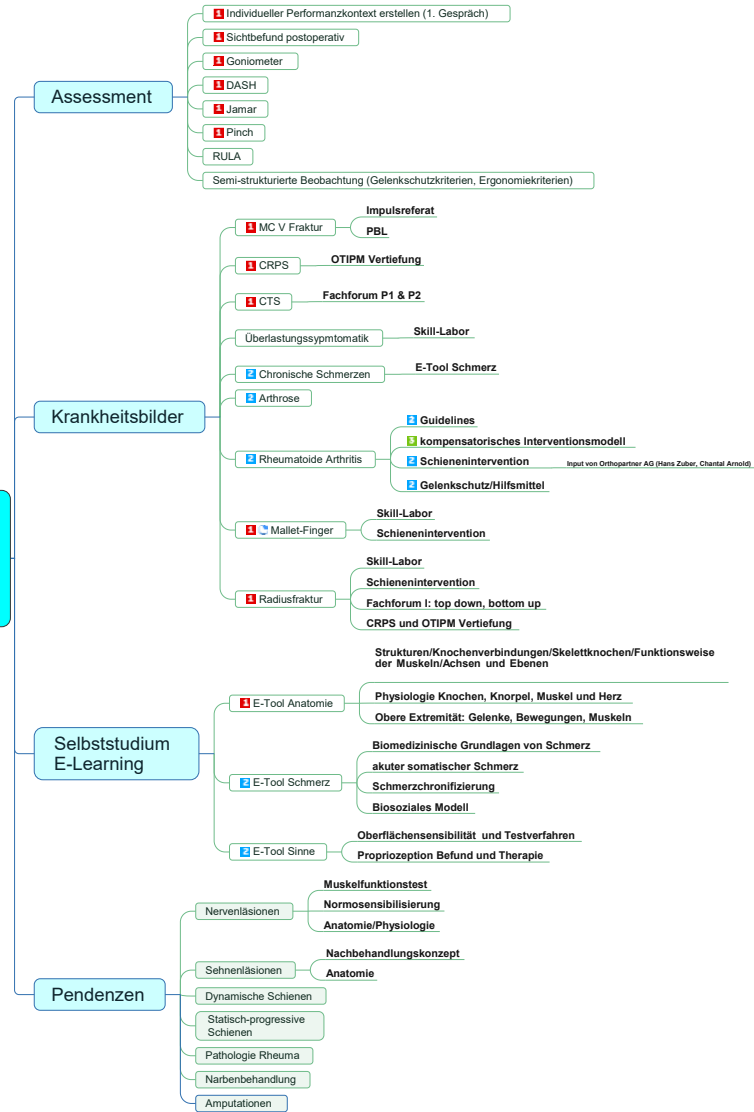 Assessment
1 Individueller Performanzkontext erstellen (1. Gespräch)
1 Sichtbefund postoperativ
1 Goniometer
1 DASH
1 Jamar
1 Pinch
RULA
Semi-strukturierte Beobachtung (Gelenkschutzkriterien, Ergonomiekriterien)
Krankheitsbilder
1 MC V Fraktur
Impulsreferat
PBL
1 CRPS
OTIPM Vertiefung
1 CTS
Fachforum P1 & P2
Überlastungssypmtomatik
Skill-Labor
2 Chronische Schmerzen
E-Tool Schmerz
2 Arthrose
2 Rheumatoide Arthritis
2 Guidelines
3 kompensatorisches Interventionsmodell
2 Schienenintervention
Input von Orthopartner AG (Hans Zuber, Chantal Arnold)
2 Gelenkschutz/Hilfsmittel
1 Mallet-Finger
Skill-Labor
Schienenintervention
1 Radiusfraktur
Skill-Labor
Schienenintervention
Fachforum I: top down, bottom up
CRPS und OTIPM Vertiefung
Selbststudium
E-Learning
1 E-Tool Anatomie
Strukturen/Knochenverbindungen/Skelettknochen/Funktionsweise
der Muskeln/Achsen und Ebenen
Physiologie Knochen, Knorpel, Muskel und Herz
Obere Extremität: Gelenke, Bewegungen, Muskeln
2 E-Tool Schmerz
Biomedizinische Grundlagen von Schmerz
akuter somatischer Schmerz
Schmerzchronifizierung
Biosoziales Modell
2 E-Tool Sinne
Oberflächensensibilität und Testverfahren
Propriozeption Befund und Therapie
Pendenzen
Nervenläsionen
Muskelfunktionstest
Normosensibilisierung
Anatomie/Physiologie
Sehnenläsionen
Nachbehandlungskonzept
Anatomie
Dynamische Schienen
Statisch-progressive
Schienen
Pathologie Rheuma
Narbenbehandlung
Amputationen